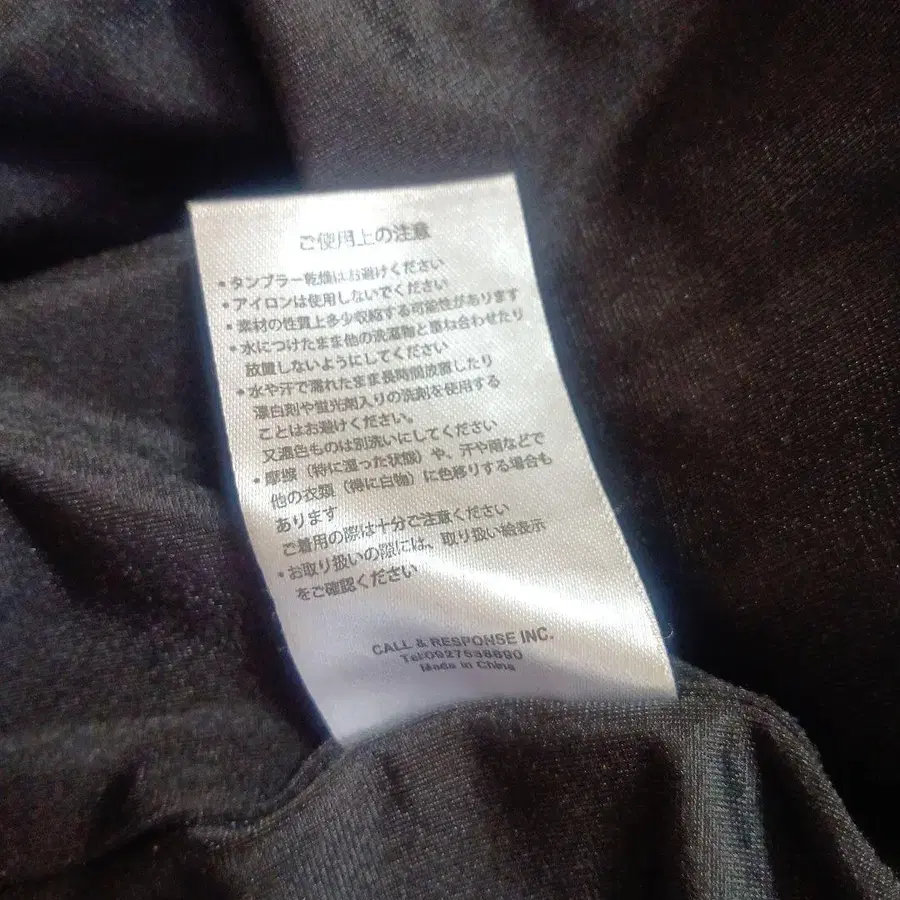 ご使用上の注意
・タンブラー乾燥はお避けください
・アイロンは使用しないでください
・素材の性質上多少収縮する可能性があります
・水につけたまま他の洗濯物と重ね合わせたり
放置しないようにしてください
・水や汗で濡れたまま長時間放置したり
漂白剤や蛍光剤入りの洗剤を使用する
ことはお避けください。
又濃色ものは別洗いにしてください
・摩擦（特に湿った状態）や、汗や雨などで
他の衣類（得に白物）に色移りする場合も
あります
ご着用の際は十分ご注意ください
・お取り扱いの際には、取り扱い絵表示
をご確認ください
CALL & RESPONSE INC.
Tel:0927538690
Made in China